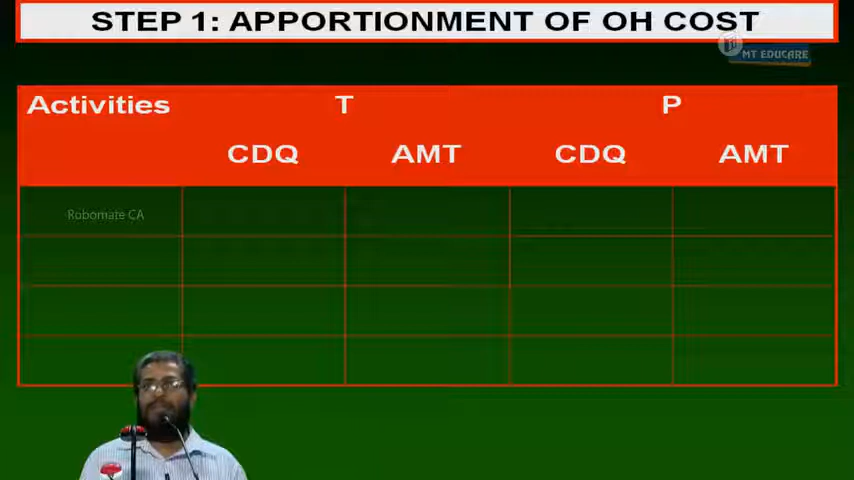 STEP 1: APPORTIONMENT OF OH COST
MT EDUCARE
Activities T P
CDQ AMT CDQ AMT
Robomate CA